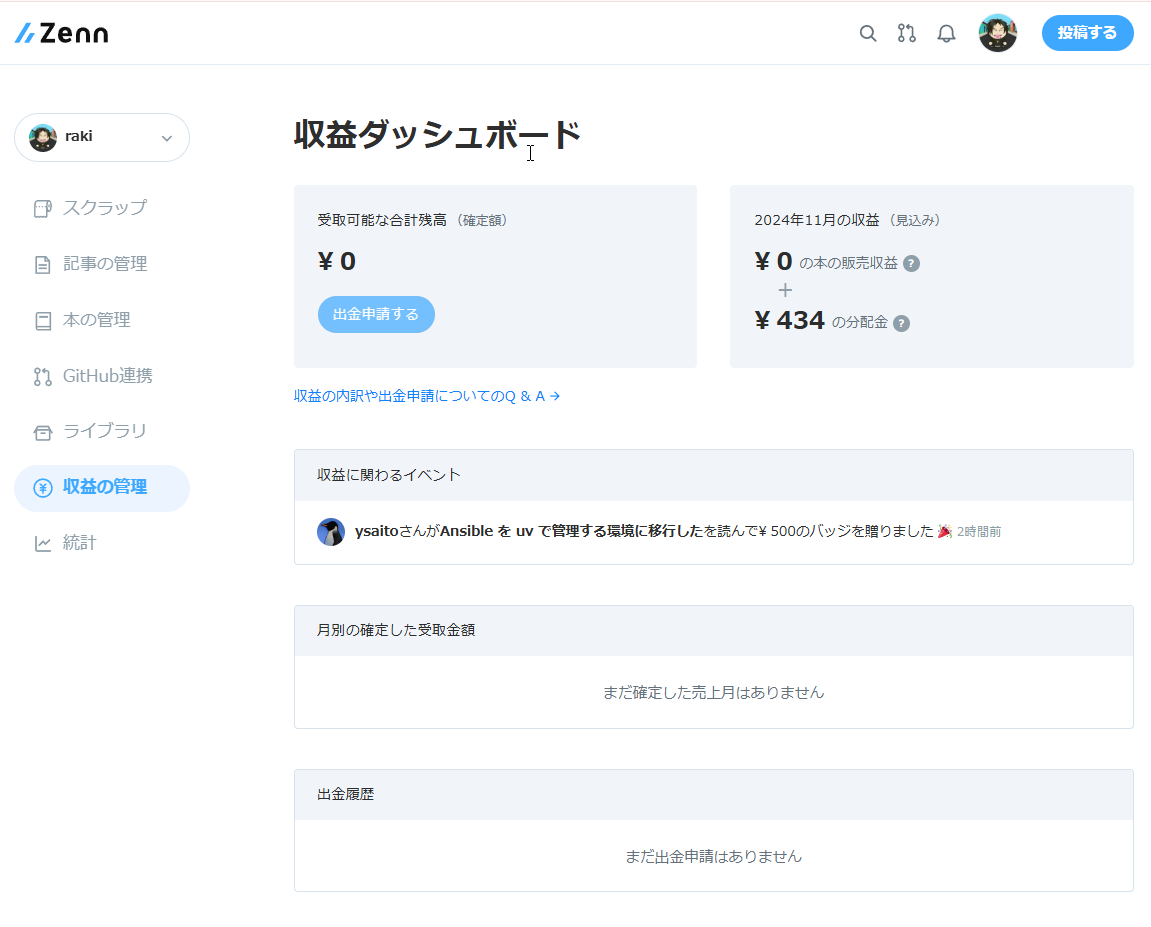 Zenn
投稿する
raki
スクラップ
記事の管理
本の管理
GitHub連携
ライブラリ
収益の管理
統計
収益ダッシュボード
受取可能な合計残高（確定額）
¥ 0
出金申請する
2024年11月の収益（見込み）
¥ 0 の本の販売収益 ?
+
¥ 434 の分配金 ?
収益の内訳や出金申請についてのQ & A →
収益に関わるイベント
ysaitoさんがAnsible を uv で管理する環境に移行したを読んで¥ 500のバッジを贈りました 🎉 2時間前
月別の確定した受取金額
まだ確定した売上月はありません
出金履歴
まだ出金申請はありません